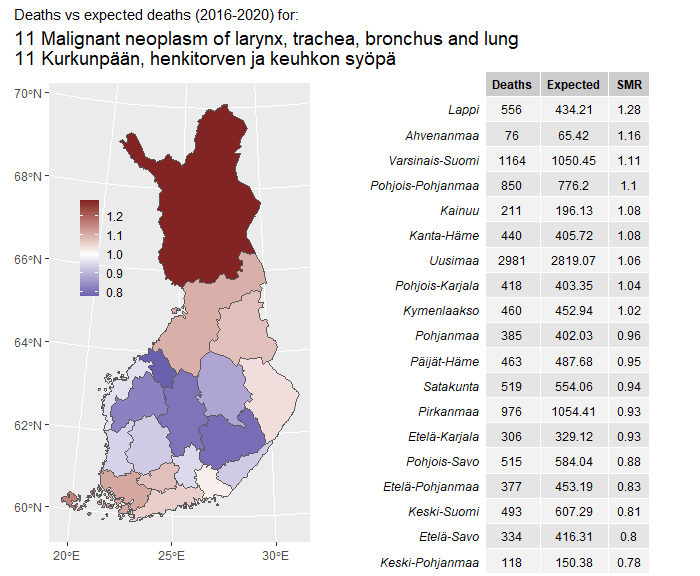 Deaths vs expected deaths (2016-2020) for:
11 Malignant neoplasm of larynx, trachea, bronchus and lung
11 Kurkunpään, henkitorven ja keuhkon syöpä
70°N
68°N
66°N
64°N
62°N
60°N
20°E 25°E 30°E
1.2
1.1
1.0
0.9
0.8
Deaths Expected SMR
Lappi 556 434.21 1.28
Ahvenanmaa 76 65.42 1.16
Varsinais-Suomi 1164 1050.45 1.11
Pohjois-Pohjanmaa 850 776.2 1.1
Kainuu 211 196.13 1.08
Kanta-Häme 440 405.72 1.08
Uusimaa 2981 2819.07 1.06
Pohjois-Karjala 418 403.35 1.04
Kymenlaakso 460 452.94 1.02
Pohjanmaa 385 402.03 0.96
Päijät-Häme 463 487.68 0.95
Satakunta 519 554.06 0.94
Pirkanmaa 976 1054.41 0.93
Etelä-Karjala 306 329.12 0.93
Pohjois-Savo 515 584.04 0.88
Etelä-Pohjanmaa 377 453.19 0.83
Keski-Suomi 493 607.29 0.81
Etelä-Savo 334 416.31 0.8
Keski-Pohjanmaa 118 150.38 0.78